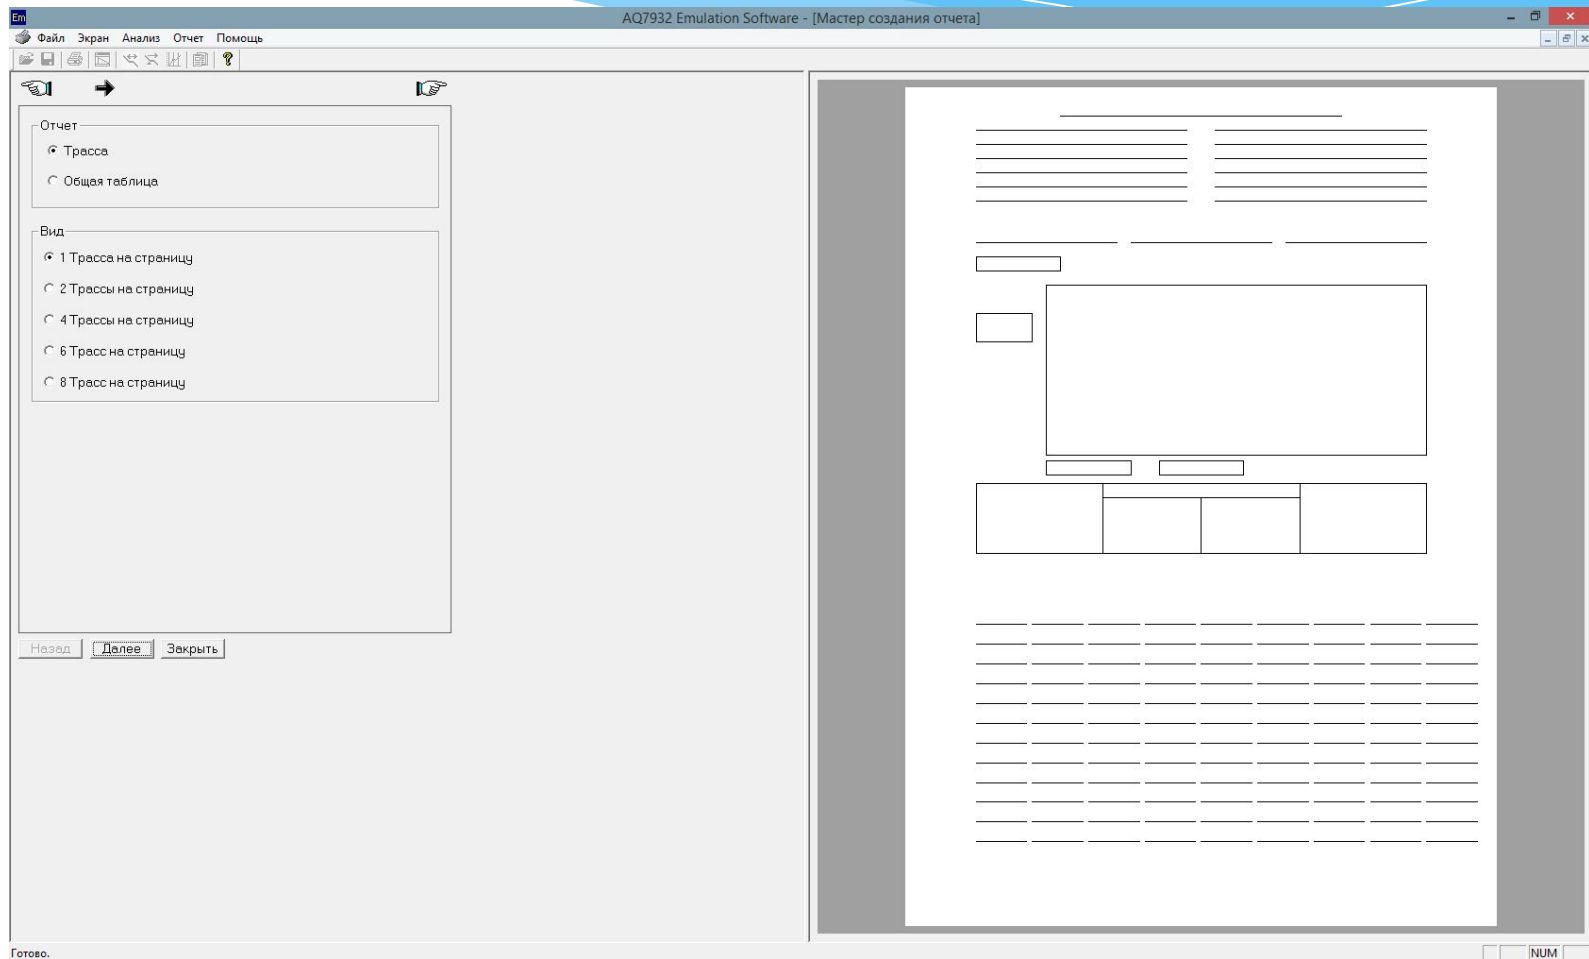 Em AQ7932 Emulation Software - [Мастер создания отчета]
Файл Экран Анализ Отчет Помощь
Отчет
Трасса
Общая таблица
Вид
1 Трасса на страницу
2 Трассы на страницу
4 Трассы на страницу
6 Трасс на страницу
8 Трасс на страницу
Назад Далее Закрыть
Готово. NUM